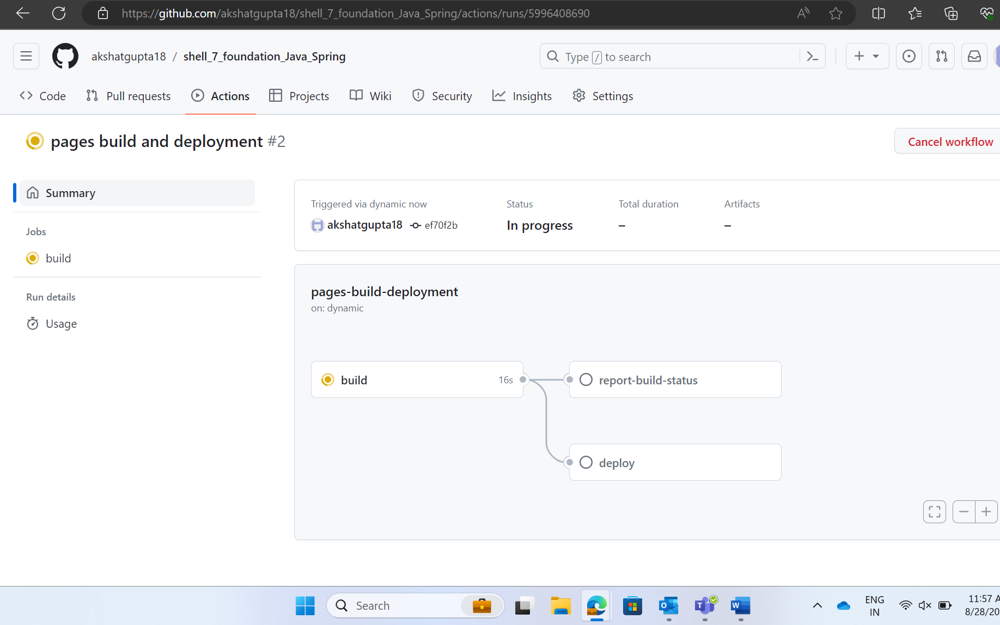 https://github.com/akshatgupta18/shell_7_foundation_Java_Spring/actions/runs/5996408690
akshatgupta18 / shell_7_foundation_Java_Spring
Type / to search
Code Pull requests Actions Projects Wiki Security Insights Settings
pages build and deployment #2
Cancel workflow
Summary
Jobs
build
Run details
Usage
Triggered via dynamic now
akshatgupta18 ef70f2b
Status
In progress
Total duration
–
Artifacts
–
pages-build-deployment
on: dynamic
build 16s
report-build-status
deploy
Search
ENG
IN
11:57 A
8/28/20